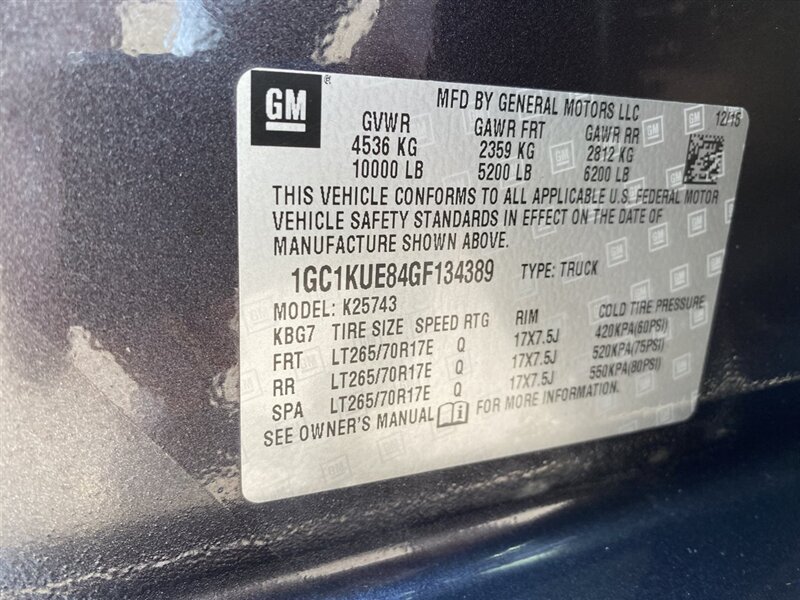 GM
MFD BY GENERAL MOTORS LLC
12/15
GVWR GAWR FRT GAWR RR
4536 KG 2359 KG 2812 KG
10000 LB 5200 LB 6200 LB
THIS VEHICLE CONFORMS TO ALL APPLICABLE U.S. FEDERAL MOTOR
VEHICLE SAFETY STANDARDS IN EFFECT ON THE DATE OF
MANUFACTURE SHOWN ABOVE.
1GC1KUE84GF134389 TYPE: TRUCK
MODEL: K25743
KBG7 TIRE SIZE SPEED RTG RIM COLD TIRE PRESSURE
FRT LT265/70R17E Q 17X7.5J 420KPA(60PSI)
RR LT265/70R17E Q 17X7.5J 520KPA(75PSI)
SPA LT265/70R17E Q 17X7.5J 550KPA(80PSI)
SEE OWNER'S MANUAL FOR MORE INFORMATION.